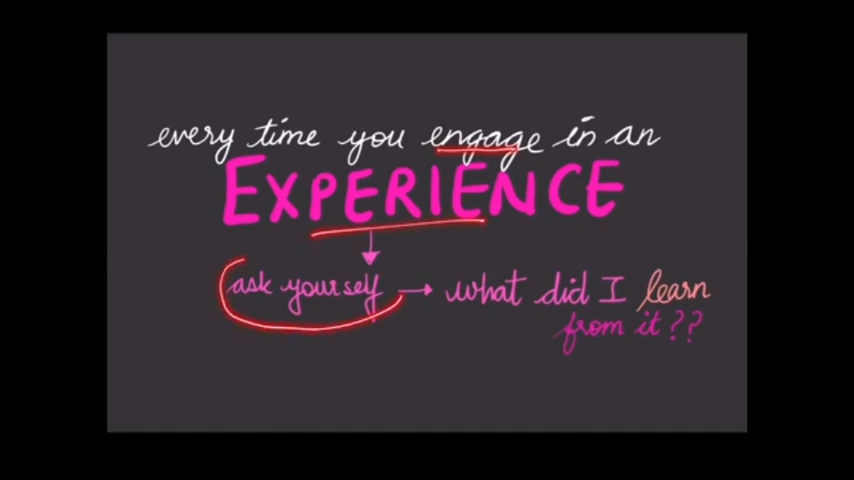 every time you engage in an
EXPERIENCE
ask yourself → what did I learn
from it??